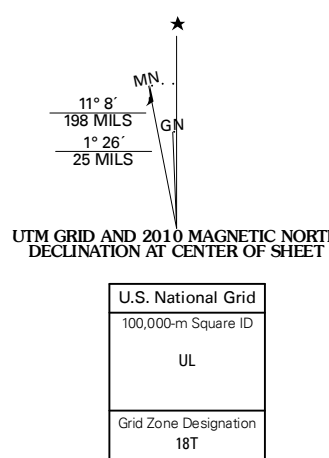 MN
11° 8´
198 MILS
GN
1° 26´
25 MILS
UTM GRID AND 2010 MAGNETIC NORTH
DECLINATION AT CENTER OF SHEET
U.S. National Grid
100,000-m Square ID
UL
Grid Zone Designation
18T